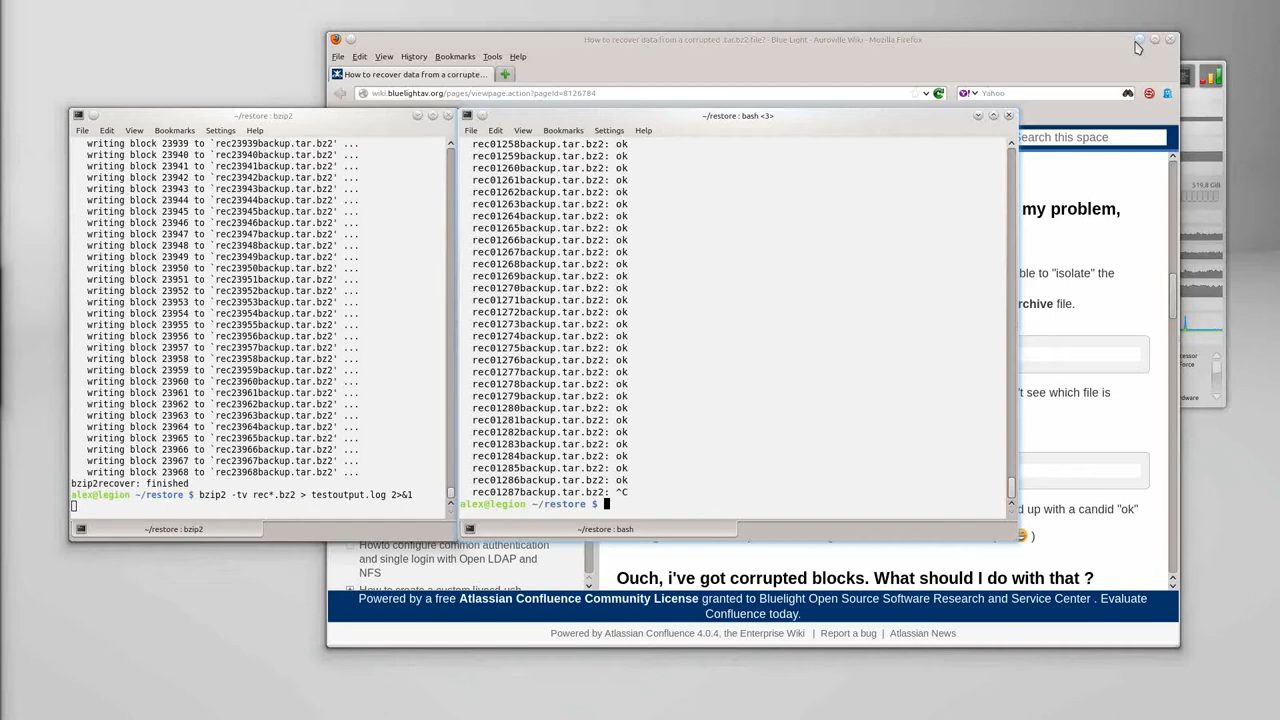 How to recover data from a corrupted .tar.bz2 file? - Blue Light - Auroville Wiki - Mozilla Firefox
File Edit View History Bookmarks Tools Help
How to recover data from a corrupte...
wiki.bluelightav.org/pages/viewpage.action?pageId=8126784
Yahoo
~/restore : bzip2
File Edit View Bookmarks Settings Help
writing block 23939 to `rec23939backup.tar.bz2' ...
writing block 23940 to `rec23940backup.tar.bz2' ...
writing block 23941 to `rec23941backup.tar.bz2' ...
writing block 23942 to `rec23942backup.tar.bz2' ...
writing block 23943 to `rec23943backup.tar.bz2' ...
writing block 23944 to `rec23944backup.tar.bz2' ...
writing block 23945 to `rec23945backup.tar.bz2' ...
writing block 23946 to `rec23946backup.tar.bz2' ...
writing block 23947 to `rec23947backup.tar.bz2' ...
writing block 23948 to `rec23948backup.tar.bz2' ...
writing block 23949 to `rec23949backup.tar.bz2' ...
writing block 23950 to `rec23950backup.tar.bz2' ...
writing block 23951 to `rec23951backup.tar.bz2' ...
writing block 23952 to `rec23952backup.tar.bz2' ...
writing block 23953 to `rec23953backup.tar.bz2' ...
writing block 23954 to `rec23954backup.tar.bz2' ...
writing block 23955 to `rec23955backup.tar.bz2' ...
writing block 23956 to `rec23956backup.tar.bz2' ...
writing block 23957 to `rec23957backup.tar.bz2' ...
writing block 23958 to `rec23958backup.tar.bz2' ...
writing block 23959 to `rec23959backup.tar.bz2' ...
writing block 23960 to `rec23960backup.tar.bz2' ...
writing block 23961 to `rec23961backup.tar.bz2' ...
writing block 23962 to `rec23962backup.tar.bz2' ...
writing block 23963 to `rec23963backup.tar.bz2' ...
writing block 23964 to `rec23964backup.tar.bz2' ...
writing block 23965 to `rec23965backup.tar.bz2' ...
writing block 23966 to `rec23966backup.tar.bz2' ...
writing block 23967 to `rec23967backup.tar.bz2' ...
writing block 23968 to `rec23968backup.tar.bz2' ...
bzip2recover: finished
alex@legion ~/restore $ bzip2 -tv rec*.bz2 > testoutput.log 2>&1
~/restore : bzip2
~/restore : bash <3>
File Edit View Bookmarks Settings Help
rec01258backup.tar.bz2: ok
rec01259backup.tar.bz2: ok
rec01260backup.tar.bz2: ok
rec01261backup.tar.bz2: ok
rec01262backup.tar.bz2: ok
rec01263backup.tar.bz2: ok
rec01264backup.tar.bz2: ok
rec01265backup.tar.bz2: ok
rec01266backup.tar.bz2: ok
rec01267backup.tar.bz2: ok
rec01268backup.tar.bz2: ok
rec01269backup.tar.bz2: ok
rec01270backup.tar.bz2: ok
rec01271backup.tar.bz2: ok
rec01272backup.tar.bz2: ok
rec01273backup.tar.bz2: ok
rec01274backup.tar.bz2: ok
rec01275backup.tar.bz2: ok
rec01276backup.tar.bz2: ok
rec01277backup.tar.bz2: ok
rec01278backup.tar.bz2: ok
rec01279backup.tar.bz2: ok
rec01280backup.tar.bz2: ok
rec01281backup.tar.bz2: ok
rec01282backup.tar.bz2: ok
rec01283backup.tar.bz2: ok
rec01284backup.tar.bz2: ok
rec01285backup.tar.bz2: ok
rec01286backup.tar.bz2: ok
rec01287backup.tar.bz2: ^C
alex@legion ~/restore $
~/restore : bash
Search this space
my problem,
ble to "isolate" the
archive file.
't see which file is
d up with a candid "ok"
)
Howto configure common authentication
and single login with Open LDAP and
NFS
Ouch, i've got corrupted blocks. What should I do with that ?
Powered by a free Atlassian Confluence Community License granted to Bluelight Open Source Software Research and Service Center . Evaluate
Confluence today.
Powered by Atlassian Confluence 4.0.4, the Enterprise Wiki | Report a bug | Atlassian News
519,8 GiB
cessor
Force
rdware